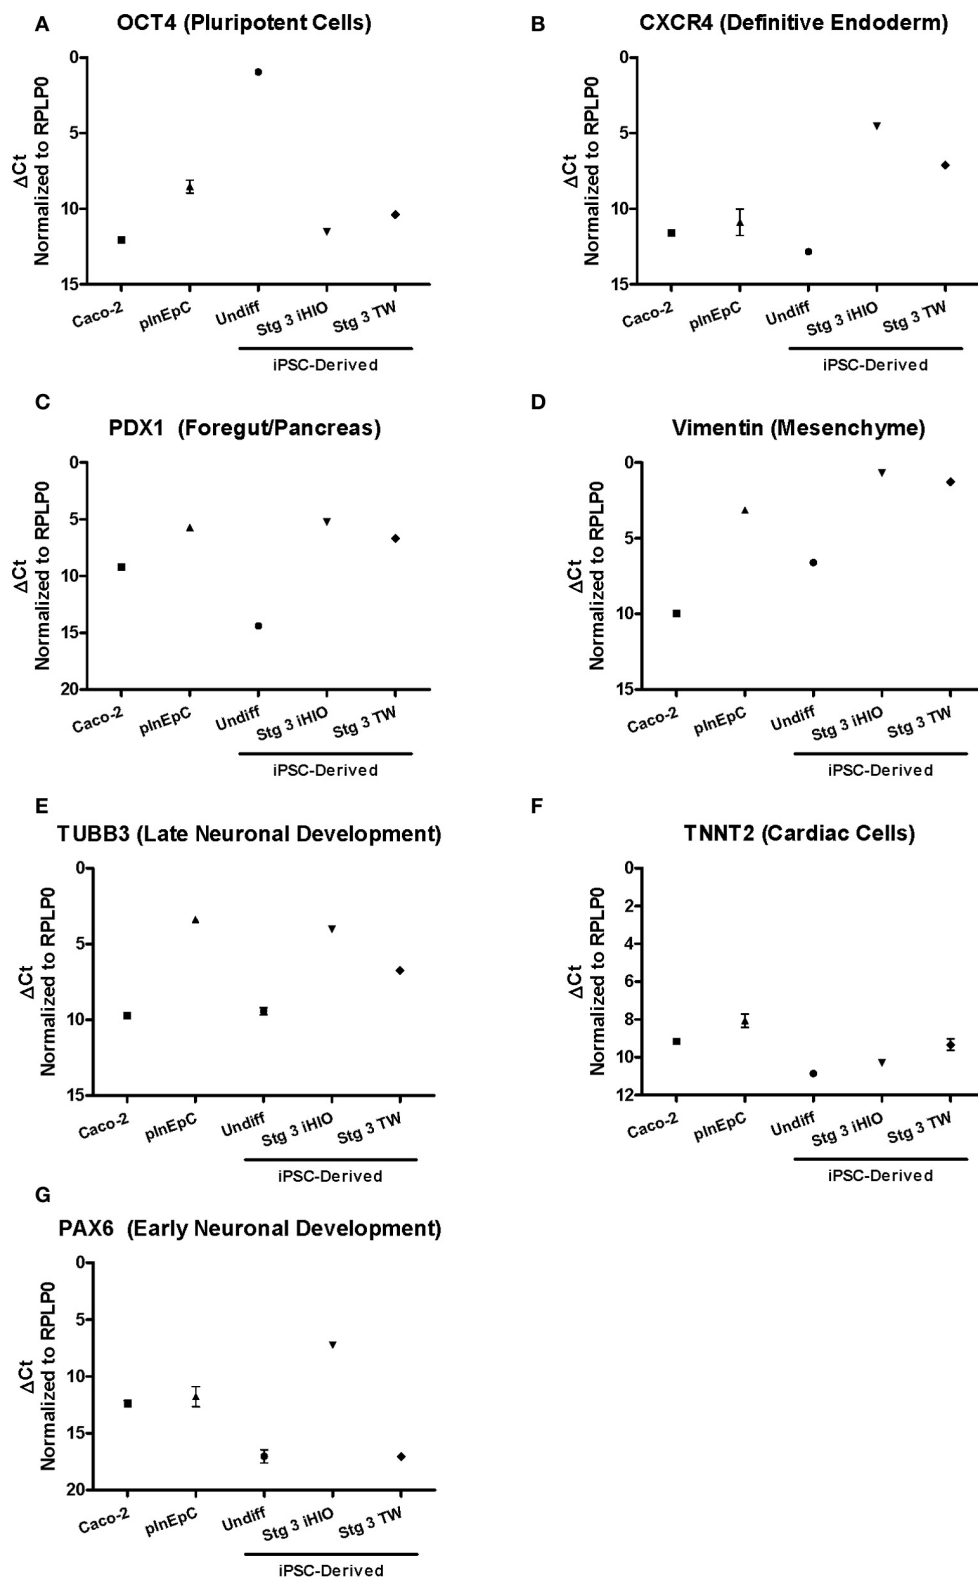 A
OCT4 (Pluripotent Cells)
ΔCt
Normalized to RPLP0
0
5
10
15
Caco-2
pInEpC
Undiff
Stg 3 iHIO
Stg 3 TW
iPSC-Derived
B
CXCR4 (Definitive Endoderm)
ΔCt
Normalized to RPLP0
0
5
10
15
Caco-2
pInEpC
Undiff
Stg 3 iHIO
Stg 3 TW
iPSC-Derived
C
PDX1 (Foregut/Pancreas)
ΔCt
Normalized to RPLP0
0
5
10
15
20
Caco-2
pInEpC
Undiff
Stg 3 iHIO
Stg 3 TW
iPSC-Derived
D
Vimentin (Mesenchyme)
ΔCt
Normalized to RPLP0
0
5
10
15
Caco-2
pInEpC
Undiff
Stg 3 iHIO
Stg 3 TW
iPSC-Derived
E
TUBB3 (Late Neuronal Development)
ΔCt
Normalized to RPLP0
0
5
10
15
Caco-2
pInEpC
Undiff
Stg 3 iHIO
Stg 3 TW
iPSC-Derived
F
TNNT2 (Cardiac Cells)
ΔCt
Normalized to RPLP0
0
2
4
6
8
10
12
Caco-2
pInEpC
Undiff
Stg 3 iHIO
Stg 3 TW
iPSC-Derived
G
PAX6 (Early Neuronal Development)
ΔCt
Normalized to RPLP0
0
5
10
15
20
Caco-2
pInEpC
Undiff
Stg 3 iHIO
Stg 3 TW
iPSC-Derived